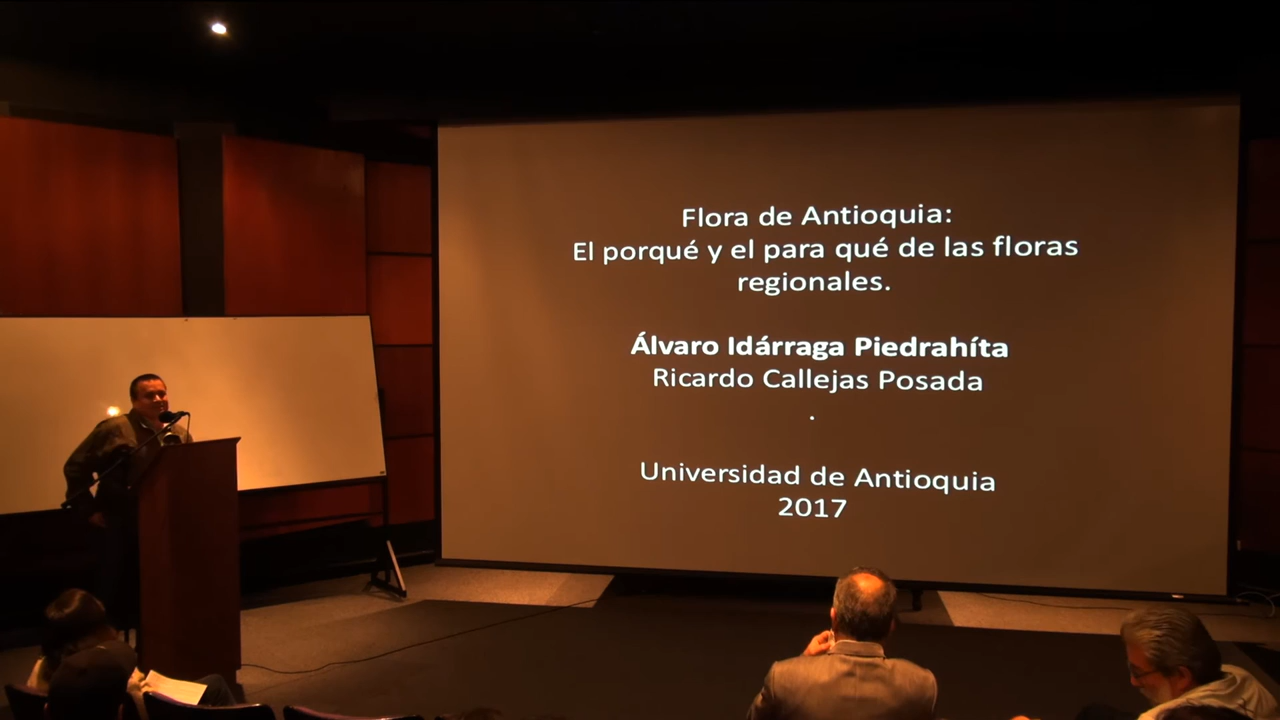 Flora de Antioquia:
El porqué y el para qué de las floras
regionales.
Álvaro Idárraga Piedrahíta
Ricardo Callejas Posada
.
Universidad de Antioquia
2017